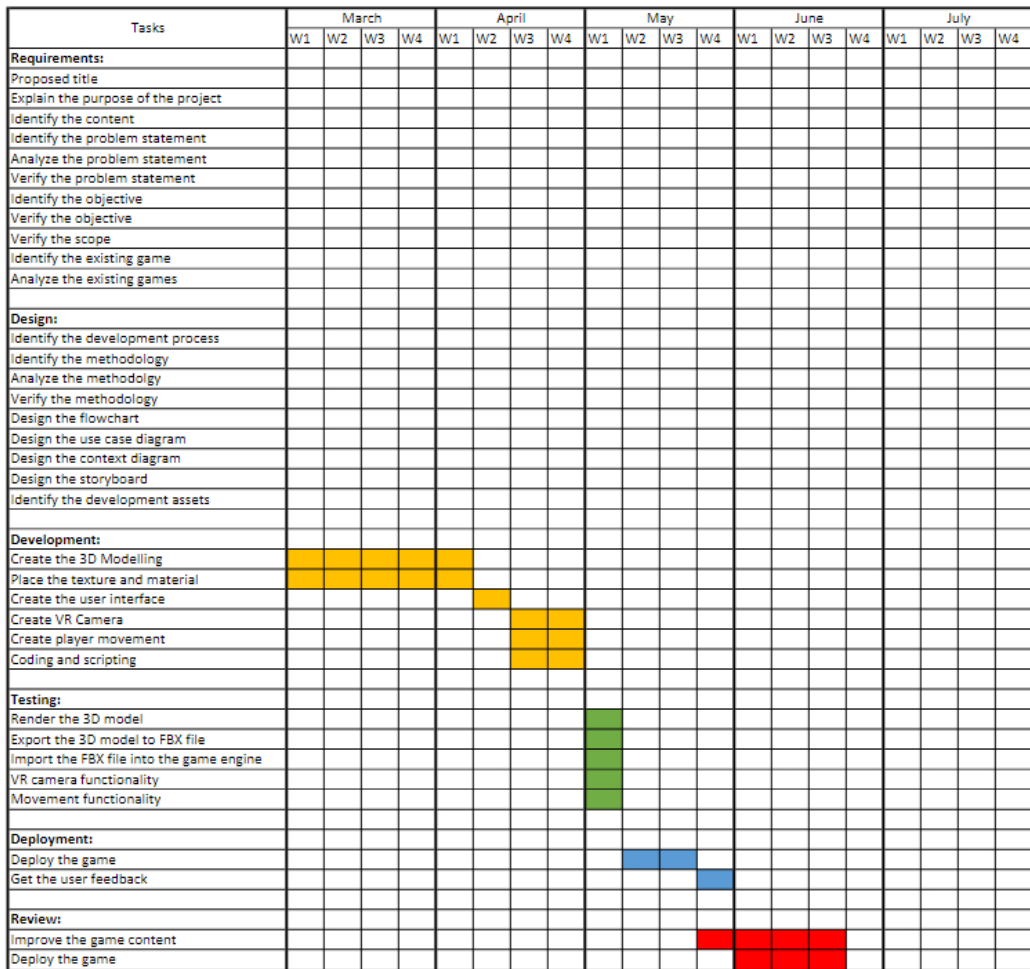 Tasks March April May June July
W1 W2 W3 W4 W1 W2 W3 W4 W1 W2 W3 W4 W1 W2 W3 W4 W1 W2 W3 W4
Requirements:
Proposed title
Explain the purpose of the project
Identify the content
Identify the problem statement
Analyze the problem statement
Verify the problem statement
Identify the objective
Verify the objective
Verify the scope
Identify the existing game
Analyze the existing games
Design:
Identify the development process
Identify the methodology
Analyze the methodolgy
Verify the methodology
Design the flowchart
Design the use case diagram
Design the context diagram
Design the storyboard
Identify the development assets
Development:
Create the 3D Modelling
Place the texture and material
Create the user interface
Create VR Camera
Create player movement
Coding and scripting
Testing:
Render the 3D model
Export the 3D model to FBX file
Import the FBX file into the game engine
VR camera functionality
Movement functionality
Deployment:
Deploy the game
Get the user feedback
Review:
Improve the game content
Deploy the game